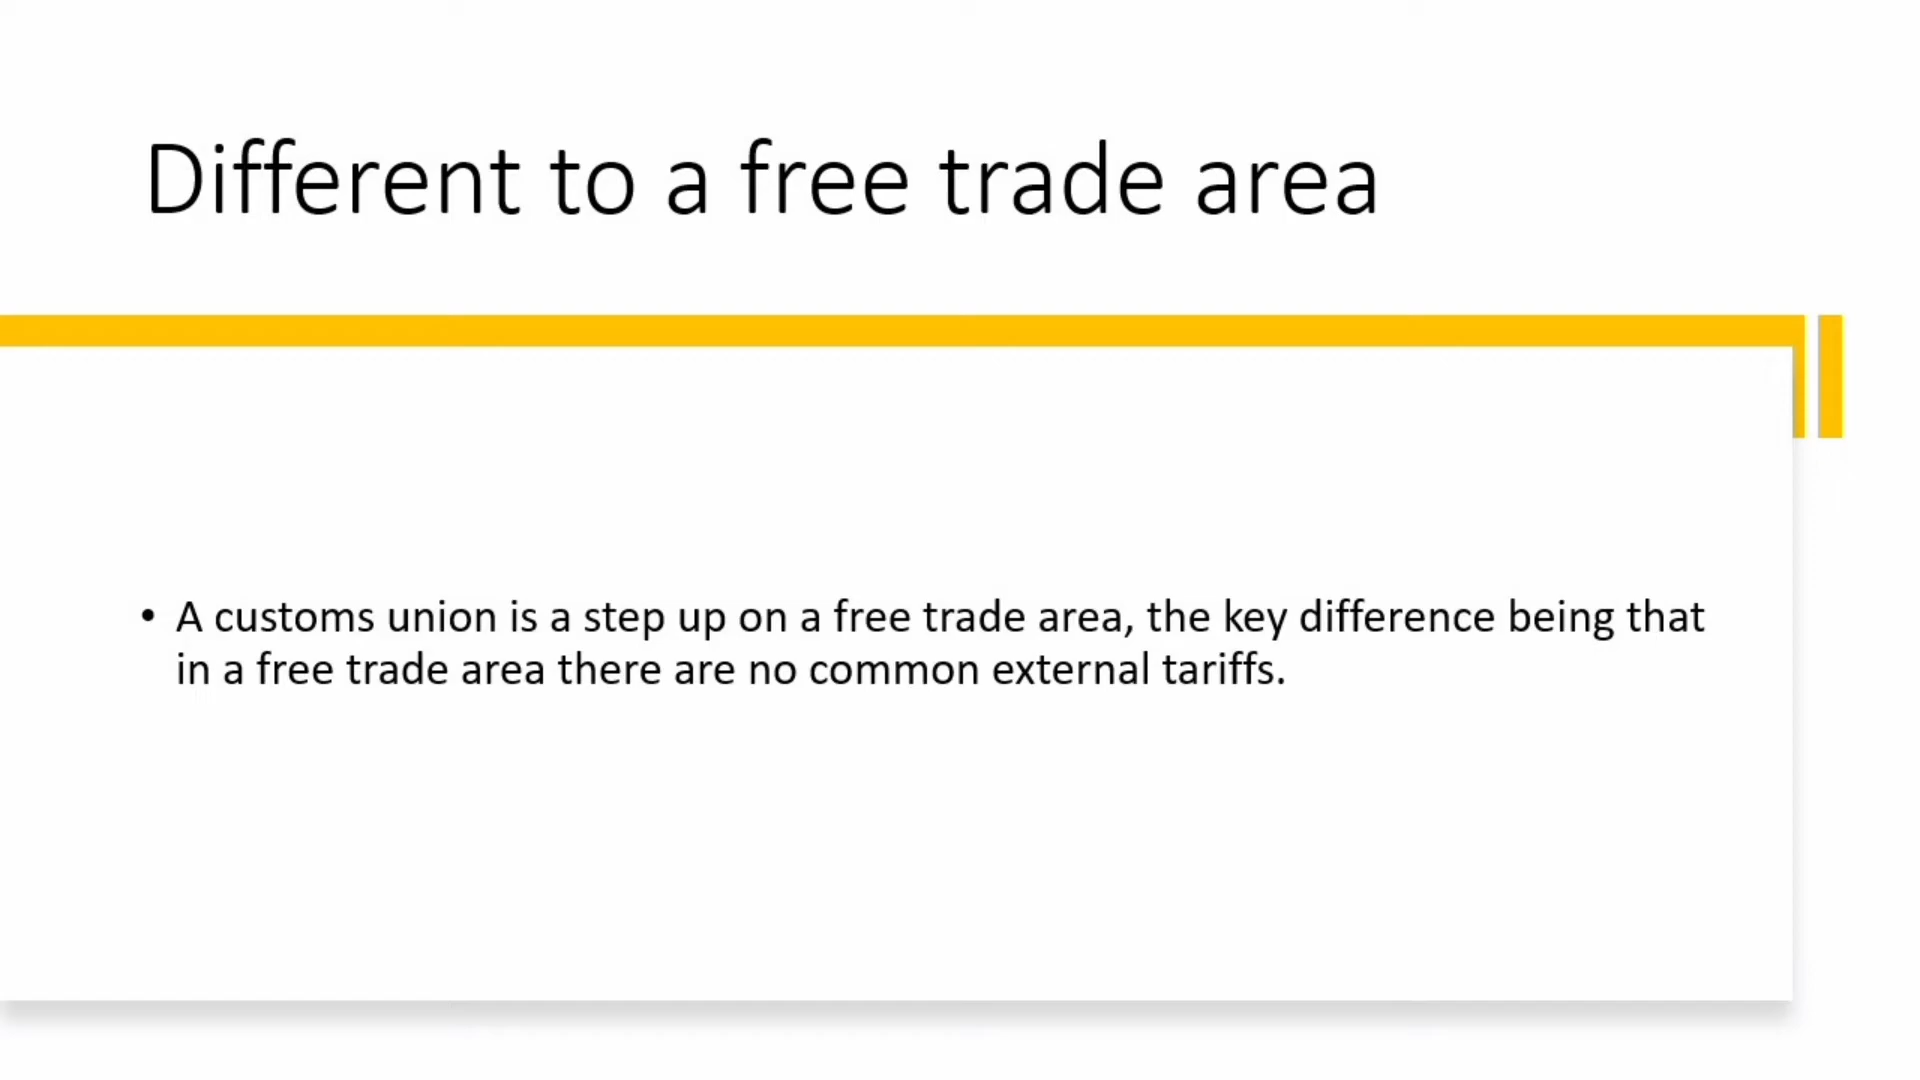 Different to a free trade area
• A customs union is a step up on a free trade area, the key difference being that
in a free trade area there are no common external tariffs.